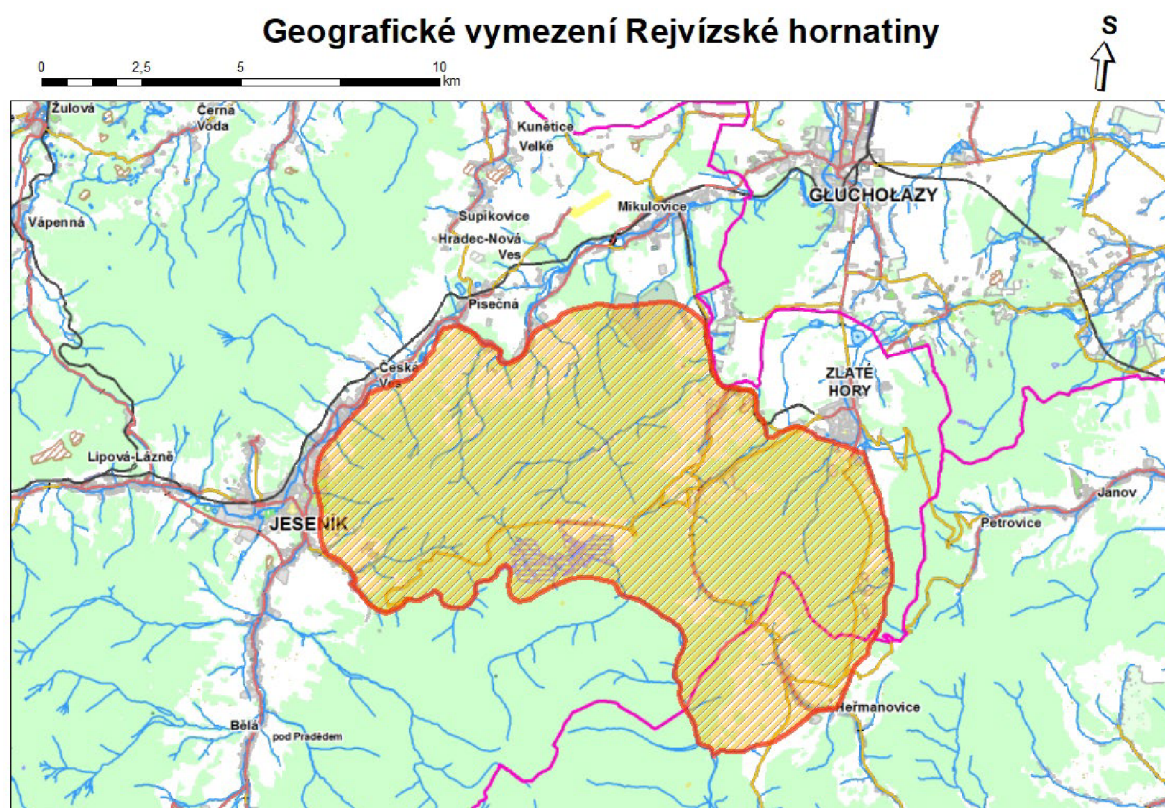 Geografické vymezení Rejvízské hornatiny
S
0 2,5 5 10
km
Žulová
Černá
Voda
Kunětice
Velké
GŁUCHOŁAZY
Vápenná
Supíkovice
Mikulovice
Hradec-Nová
Ves
Písečná
Česká
Ves
ZLATÉ
HORY
Lipová-Lázně
JESENÍK
Janov
Petrovice
Heřmanovice
Bělá
pod Pradědem